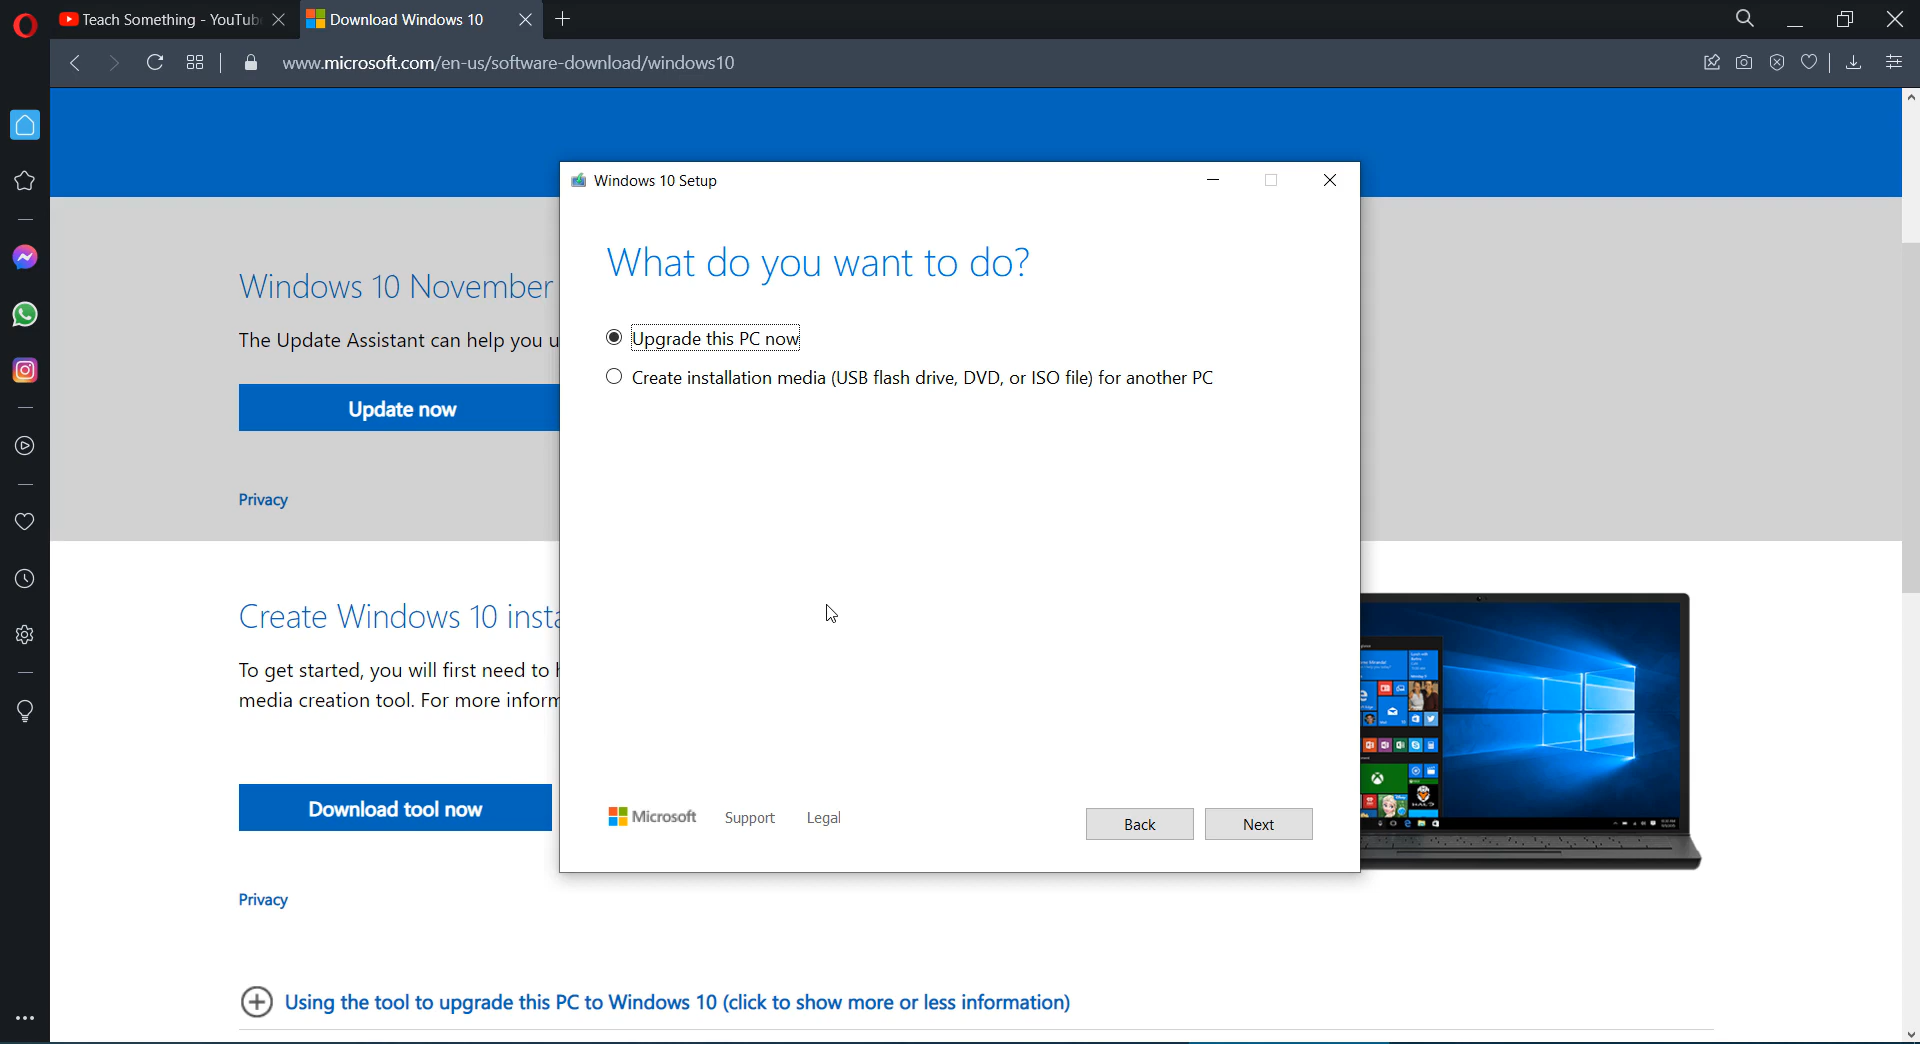 Teach Something - YouTub
Download Windows 10
www.microsoft.com/en-us/software-download/windows10
Windows 10 Setup
What do you want to do?
Upgrade this PC now
Create installation media (USB flash drive, DVD, or ISO file) for another PC
Microsoft
Support
Legal
Back
Next
Windows 10 November
The Update Assistant can help you u
Update now
Privacy
Create Windows 10 insta
To get started, you will first need to h
media creation tool. For more inform
Download tool now
Privacy
Using the tool to upgrade this PC to Windows 10 (click to show more or less information)